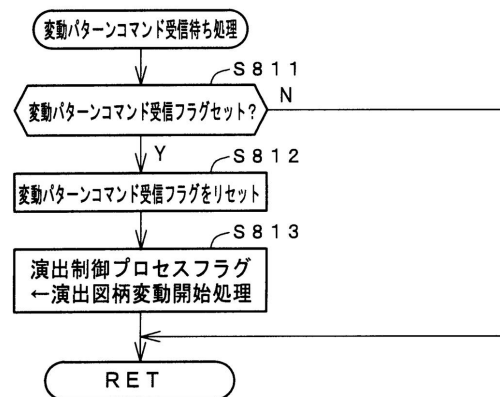 変動パターンコマンド受信待ち処理
S811
変動パターンコマンド受信フラグセット?
N
Y
S812
変動パターンコマンド受信フラグをリセット
S813
演出制御プロセスフラグ
←演出図柄変動開始処理
RET